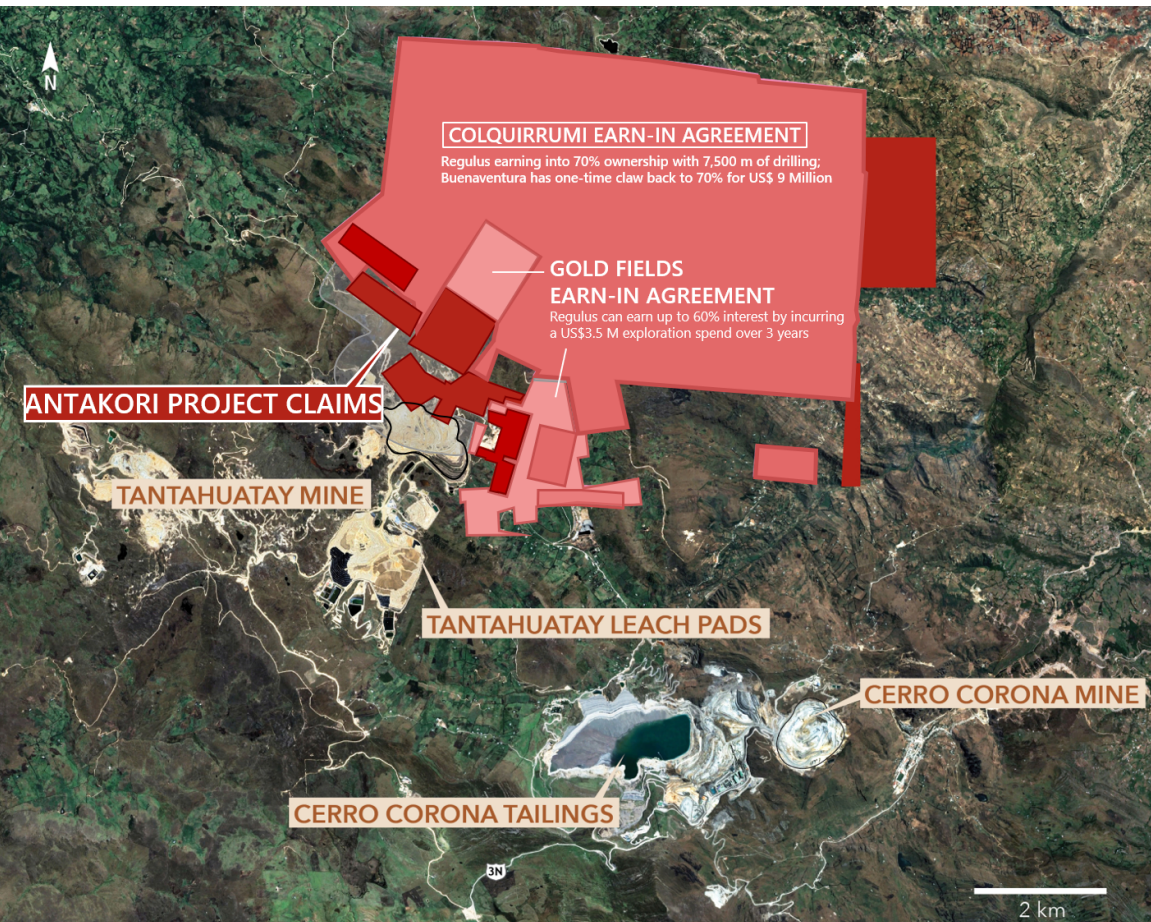 N
COLQUIRRUMI EARN-IN AGREEMENT
Regulus earning into 70% ownership with 7,500 m of drilling;
Buenaventura has one-time claw back to 70% for US$ 9 Million
GOLD FIELDS
EARN-IN AGREEMENT
Regulus can earn up to 60% interest by incurring
a US$3.5 M exploration spend over 3 years
ANTAKORI PROJECT CLAIMS
TANTAHUATAY MINE
TANTAHUATAY LEACH PADS
CERRO CORONA MINE
CERRO CORONA TAILINGS
3N
2 km